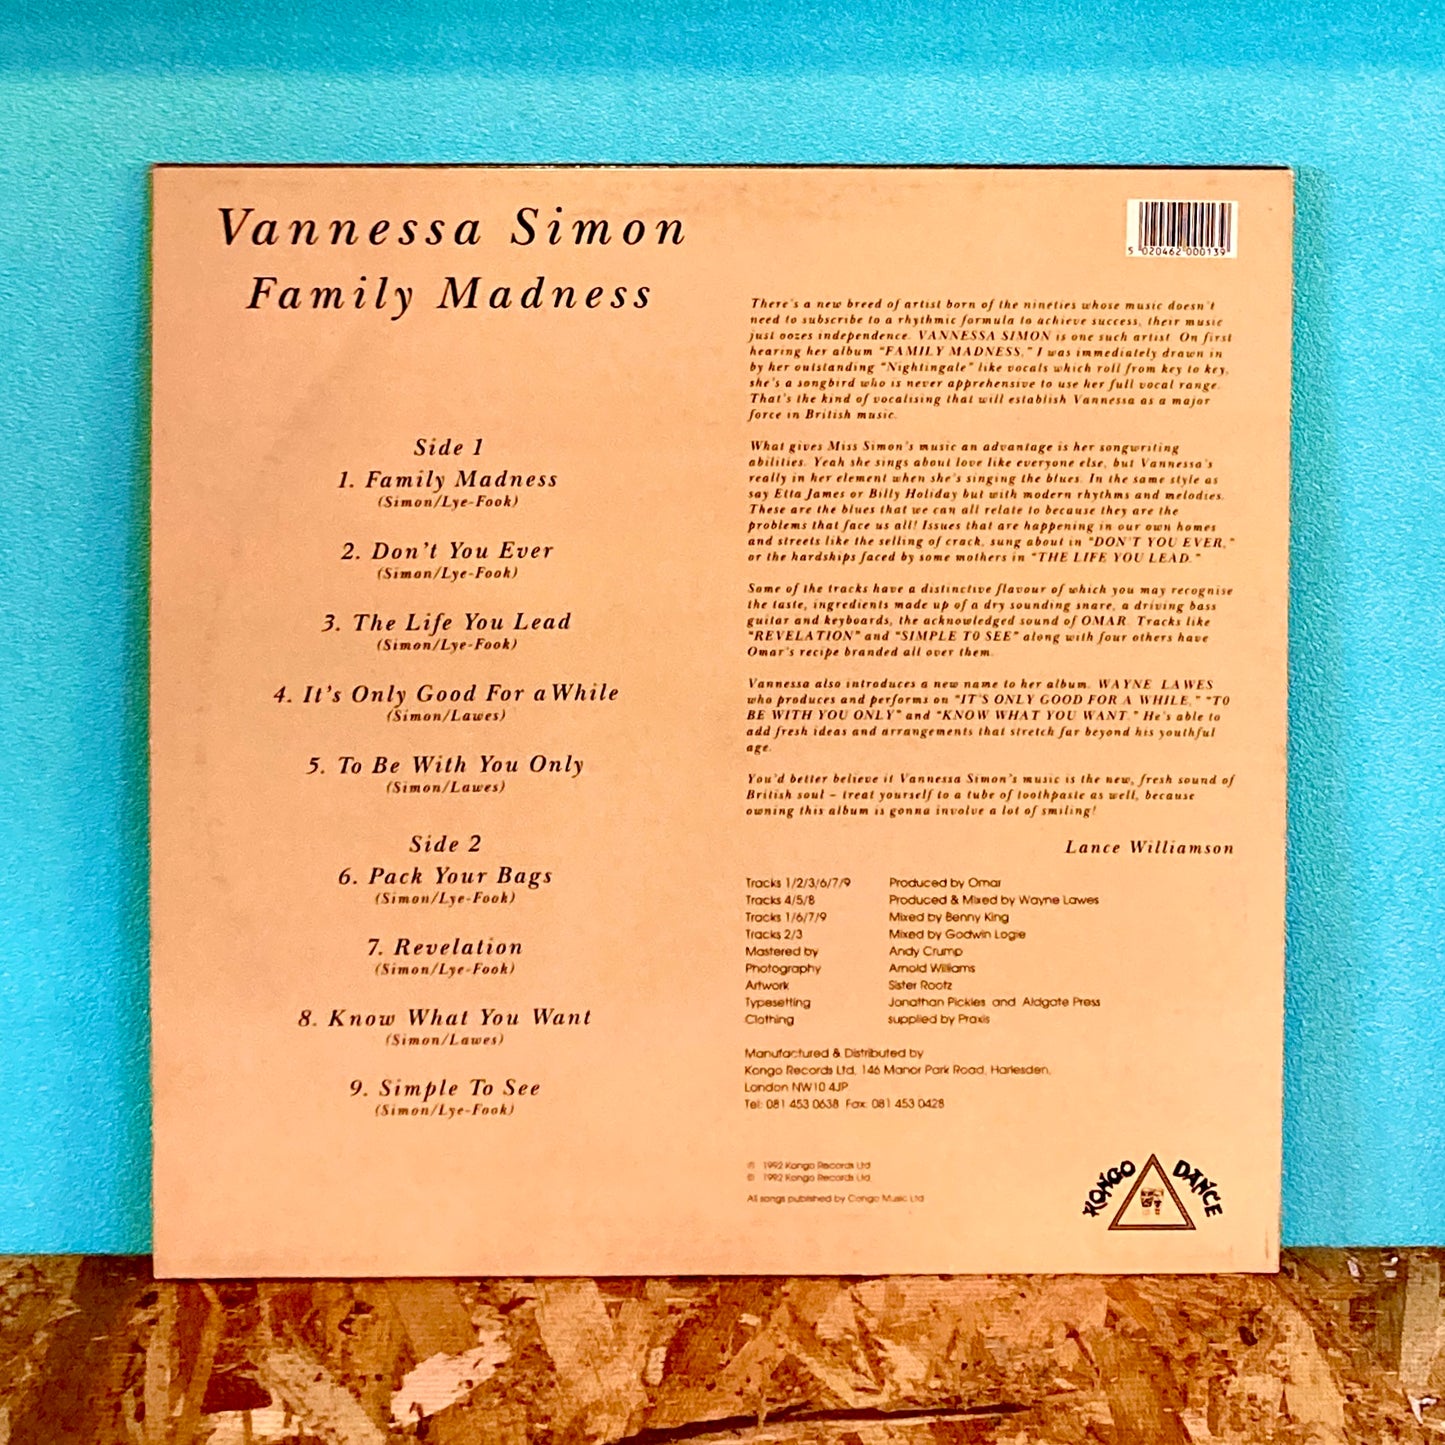 Vannessa Simon
Family Madness
Side 1
1. Family Madness
(Simon/Lye-Fook)
2. Don't You Ever
(Simon/Lye-Fook)
3. The Life You Lead
(Simon/Lye-Fook)
4. It's Only Good For a While
(Simon/Lawes)
5. To Be With You Only
(Simon/Lawes)
Side 2
6. Pack Your Bags
(Simon/Lye-Fook)
7. Revelation
(Simon/Lye-Fook)
8. Know What You Want
(Simon/Lawes)
9. Simple To See
(Simon/Lye-Fook)
5 020462 000139
There's a new breed of artist born of the nineties whose music doesn't
need to subscribe to a rhythmic formula to achieve success, their music
just oozes independence. VANNESSA SIMON is one such artist. On first
hearing her album "FAMILY MADNESS," I was immediately drawn in
by her outstanding "Nightingale" like vocals which roll from key to key,
she's a songbird who is never apprehensive to use her full vocal range.
That's the kind of vocalising that will establish Vannessa as a major
force in British music.
What gives Miss Simon's music an advantage is her songwriting
abilities. Yeah she sings about love like everyone else, but Vannessa's
really in her element when she's singing the blues. In the same style as
say Etta James or Billy Holiday but with modern rhythms and melodies.
These are the blues that we can all relate to because they are the
problems that face us all! Issues that are happening in our own homes
and streets like the selling of crack, sung about in "DON'T YOU EVER,"
or the hardships faced by some mothers in "THE LIFE YOU LEAD."
Some of the tracks have a distinctive flavour of which you may recognise
the taste, ingredients made up of a dry sounding snare, a driving bass
guitar and keyboards, the acknowledged sound of OMAR. Tracks like
"REVELATION" and "SIMPLE TO SEE" along with four others have
Omar's recipe branded all over them.
Vannessa also introduces a new name to her album. WAYNE LAWES
who produces and performs on "IT'S ONLY GOOD FOR A WHILE," "TO
BE WITH YOU ONLY" and "KNOW WHAT YOU WANT." He's able to
add fresh ideas and arrangements that stretch far beyond his youthful
age.
You'd better believe it Vannessa Simon's music is the new, fresh sound of
British soul – treat yourself to a tube of toothpaste as well, because
owning this album is gonna involve a lot of smiling!
Lance Williamson
Tracks 1/2/3/6/7/9 Produced by Omar
Tracks 4/5/8 Produced & Mixed by Wayne Lawes
Tracks 1/6/7/9 Mixed by Benny King
Tracks 2/3 Mixed by Godwin Logie
Mastered by Andy Crump
Photography Arnold Williams
Artwork Sister Rootz
Typesetting Jonathan Pickles and Aldgate Press
Clothing supplied by Praxis
Manufactured & Distributed by
Kongo Records Ltd, 146 Manor Park Road, Harlesden,
London NW10 4JP
Tel: 081 453 0638 Fax: 081 453 0428
℗ 1992 Kongo Records Ltd
© 1992 Kongo Records Ltd
All songs published by Congo Music Ltd
KONGO DANCE